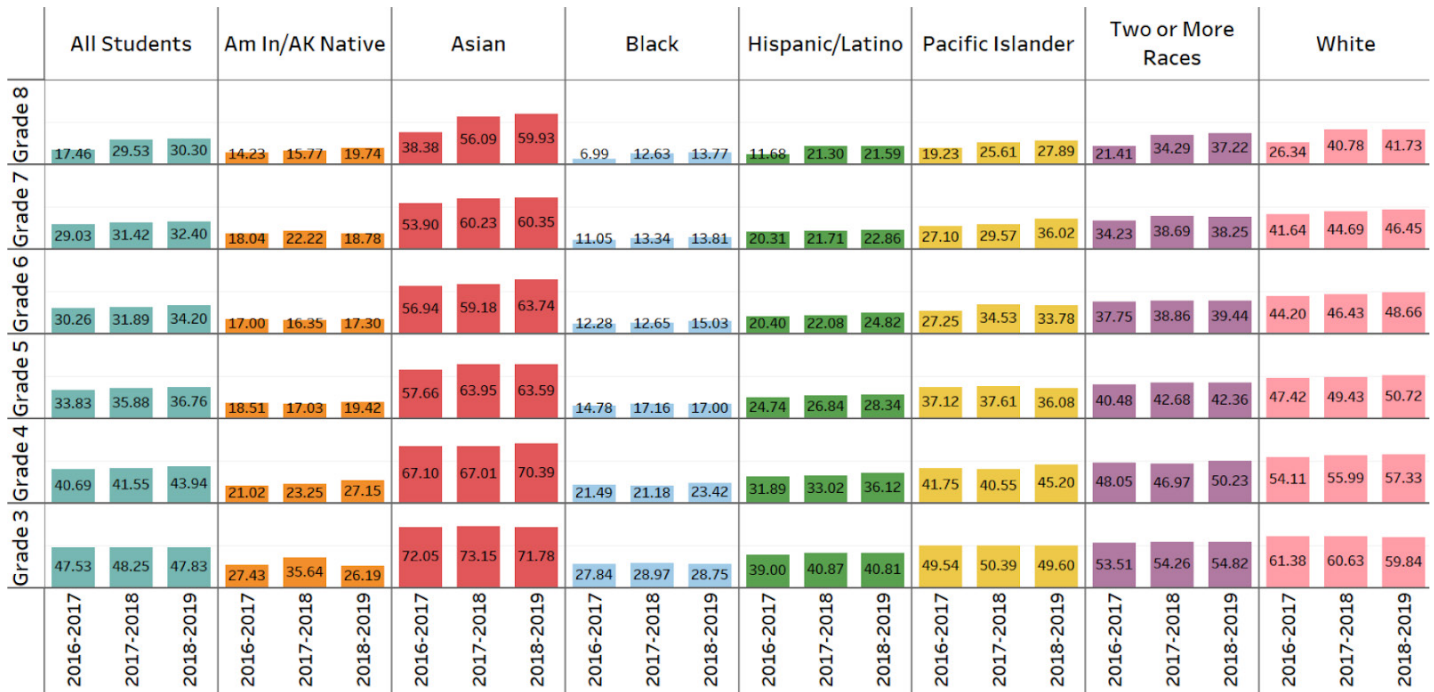 All Students Am In/AK Native Asian Black Hispanic/Latino Pacific Islander Two or More Races White
Grade 8
17.46 29.53 30.30 14.23 15.77 19.74 38.38 56.09 59.93 6.99 12.63 13.77 11.68 21.30 21.59 19.23 25.61 27.89 21.41 34.29 37.22 26.34 40.78 41.73
Grade 7
29.03 31.42 32.40 18.04 22.22 18.78 53.90 60.23 60.35 11.05 13.34 13.81 20.31 21.71 22.86 27.10 29.57 36.02 34.23 38.69 38.25 41.64 44.69 46.45
Grade 6
30.26 31.89 34.20 17.00 16.35 17.30 56.94 59.18 63.74 12.28 12.65 15.03 20.40 22.08 24.82 27.25 34.53 33.78 37.75 38.86 39.44 44.20 46.43 48.66
Grade 5
33.83 35.88 36.76 18.51 17.03 19.42 57.66 63.95 63.59 14.78 17.16 17.00 24.74 26.84 28.34 37.12 37.61 36.08 40.48 42.68 42.36 47.42 49.43 50.72
Grade 4
40.69 41.55 43.94 21.02 23.25 27.15 67.10 67.01 70.39 21.49 21.18 23.42 31.89 33.02 36.12 41.75 40.55 45.20 48.05 46.97 50.23 54.11 55.99 57.33
Grade 3
47.53 48.25 47.83 27.43 35.64 26.19 72.05 73.15 71.78 27.84 28.97 28.75 39.00 40.87 40.81 49.54 50.39 49.60 53.51 54.26 54.82 61.38 60.63 59.84
2016-2017 2017-2018 2018-2019 2016-2017 2017-2018 2018-2019 2016-2017 2017-2018 2018-2019 2016-2017 2017-2018 2018-2019 2016-2017 2017-2018 2018-2019 2016-2017 2017-2018 2018-2019 2016-2017 2017-2018 2018-2019 2016-2017 2017-2018 2018-2019